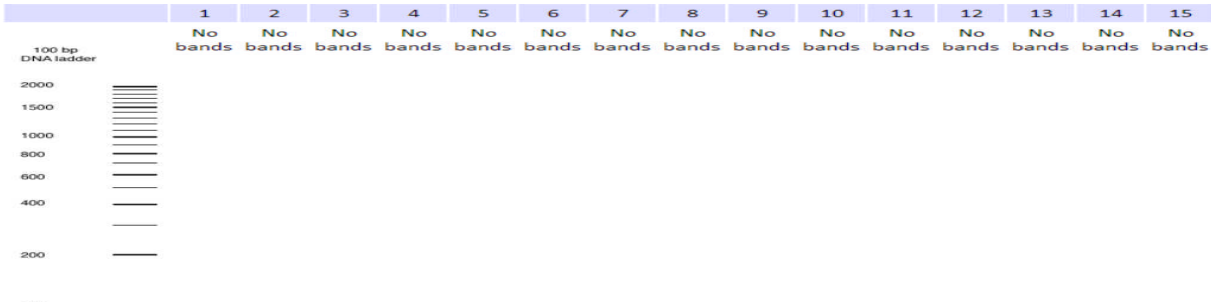 1 2 3 4 5 6 7 8 9 10 11 12 13 14 15
No No No No No No No No No No No No No No No
bands bands bands bands bands bands bands bands bands bands bands bands bands bands bands
100 bp
DNA ladder
2000
1500
1000
800
600
400
200